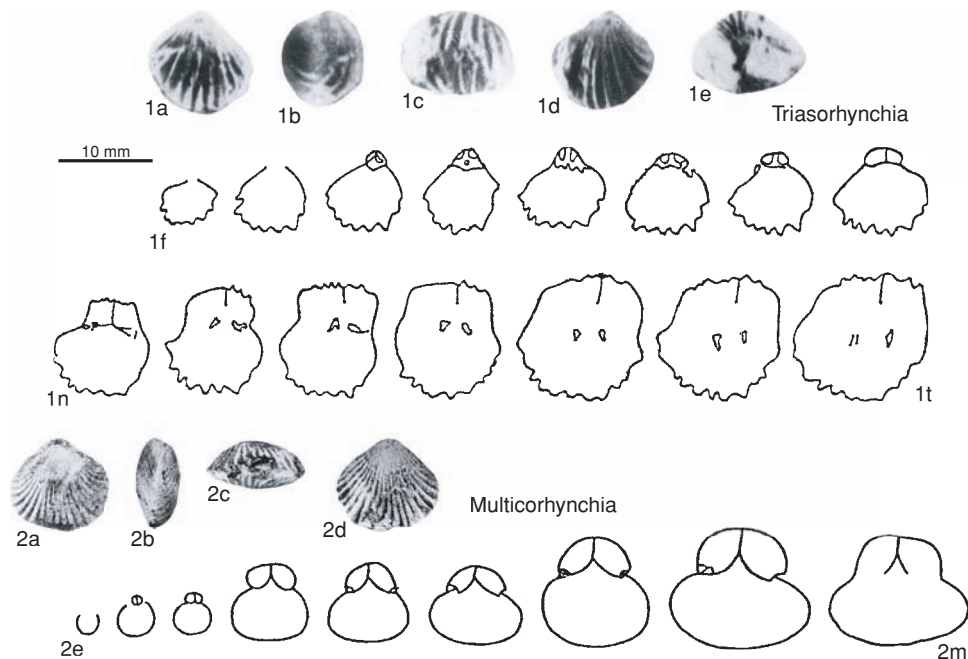 1a
1b
1c
1d
1e
Triasorhynchia
10 mm
1f
1n
1t
2a
2b
2c
2d
Multicorhynchia
2e
2m